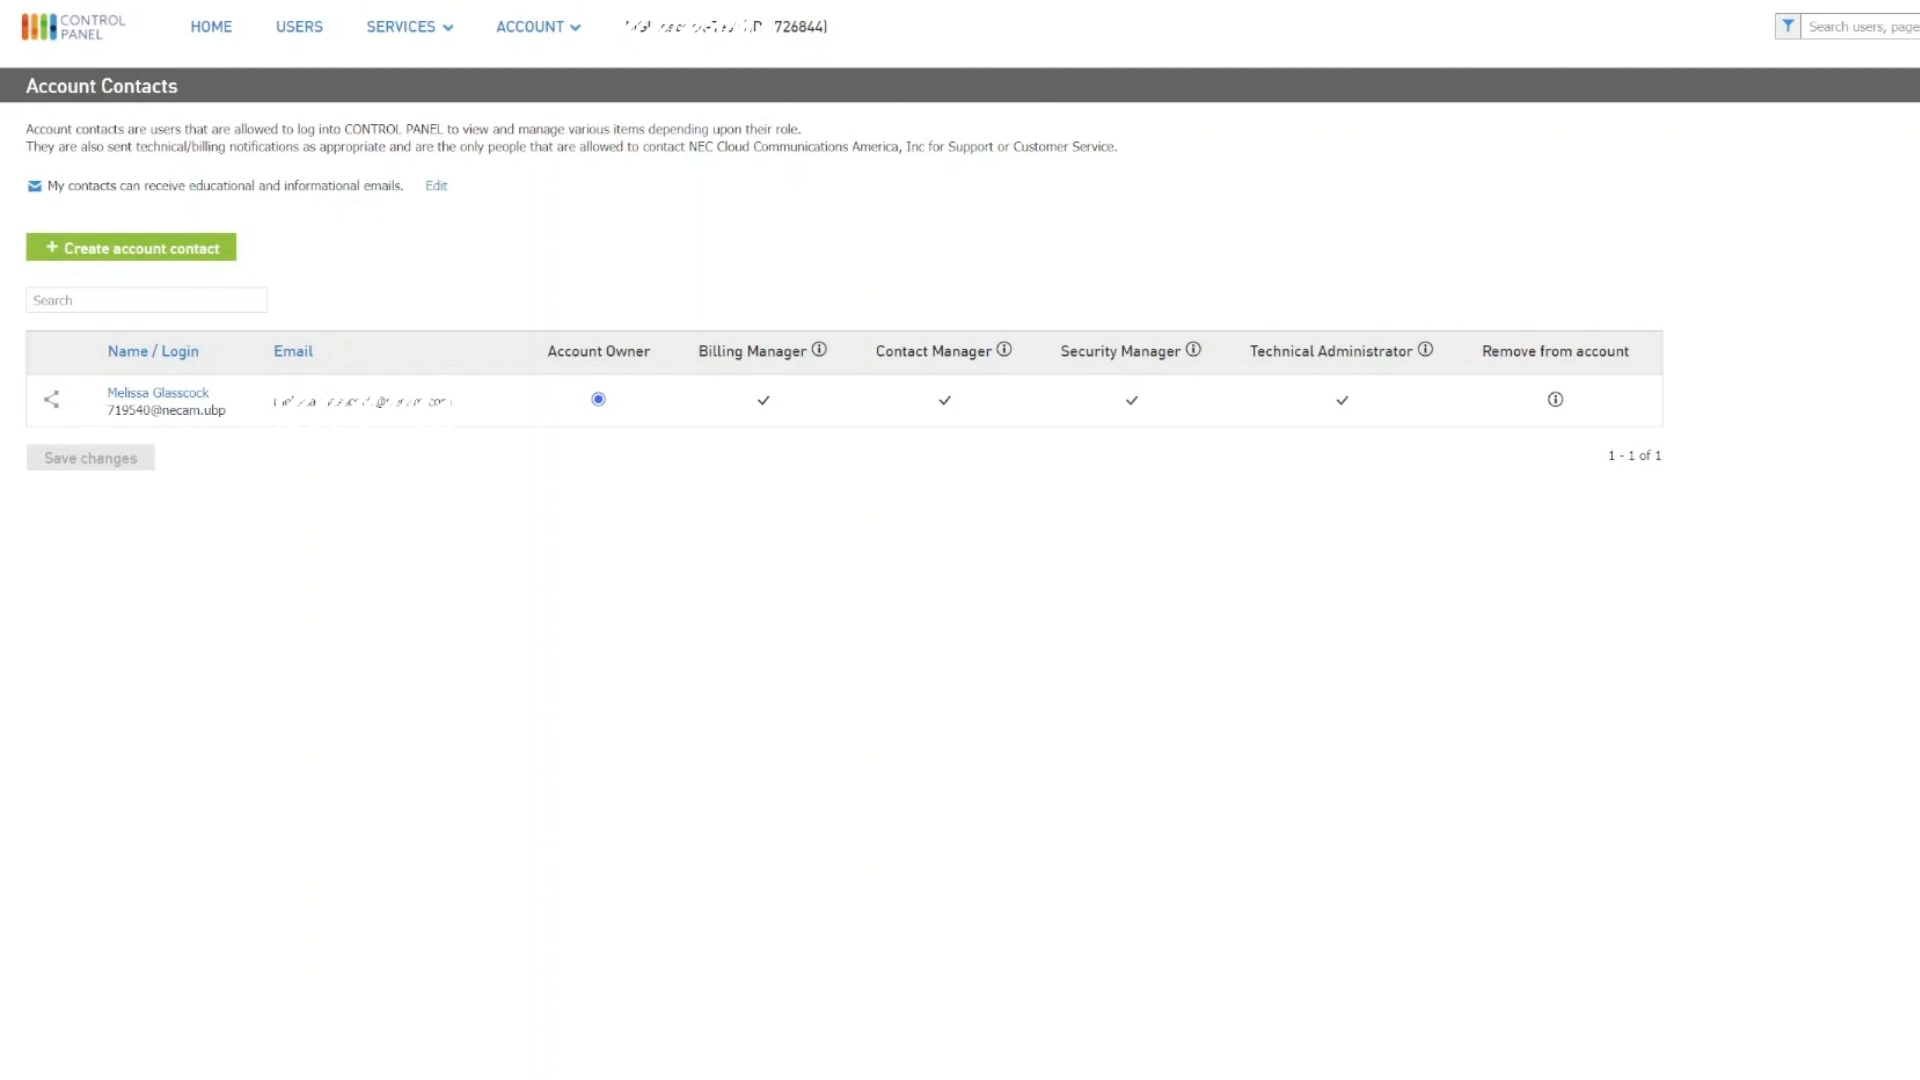 CONTROL
PANEL
HOME USERS SERVICES ACCOUNT 726844)
Search users, page
Account Contacts
Account contacts are users that are allowed to log into CONTROL PANEL to view and manage various items depending upon their role.
They are also sent technical/billing notifications as appropriate and are the only people that are allowed to contact NEC Cloud Communications America, Inc for Support or Customer Service.
My contacts can receive educational and informational emails. Edit
+ Create account contact
Search
Name / Login Email Account Owner Billing Manager Contact Manager Security Manager Technical Administrator Remove from account
Melissa Glasscock
719540@necam.ubp
Save changes
1 - 1 of 1